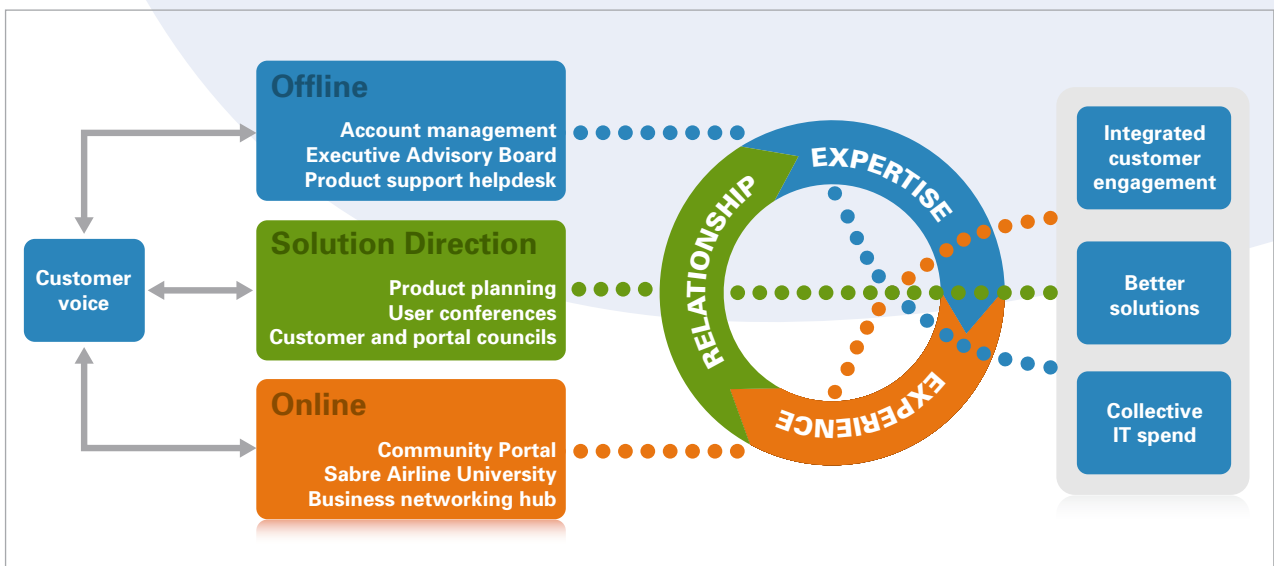 Customer
voice
Offline
Account management
Executive Advisory Board
Product support helpdesk
Solution Direction
Product planning
User conferences
Customer and portal councils
Online
Community Portal
Sabre Airline University
Business networking hub
RELATIONSHIP
EXPERTISE
EXPERIENCE
Integrated
customer
engagement
Better
solutions
Collective
IT spend